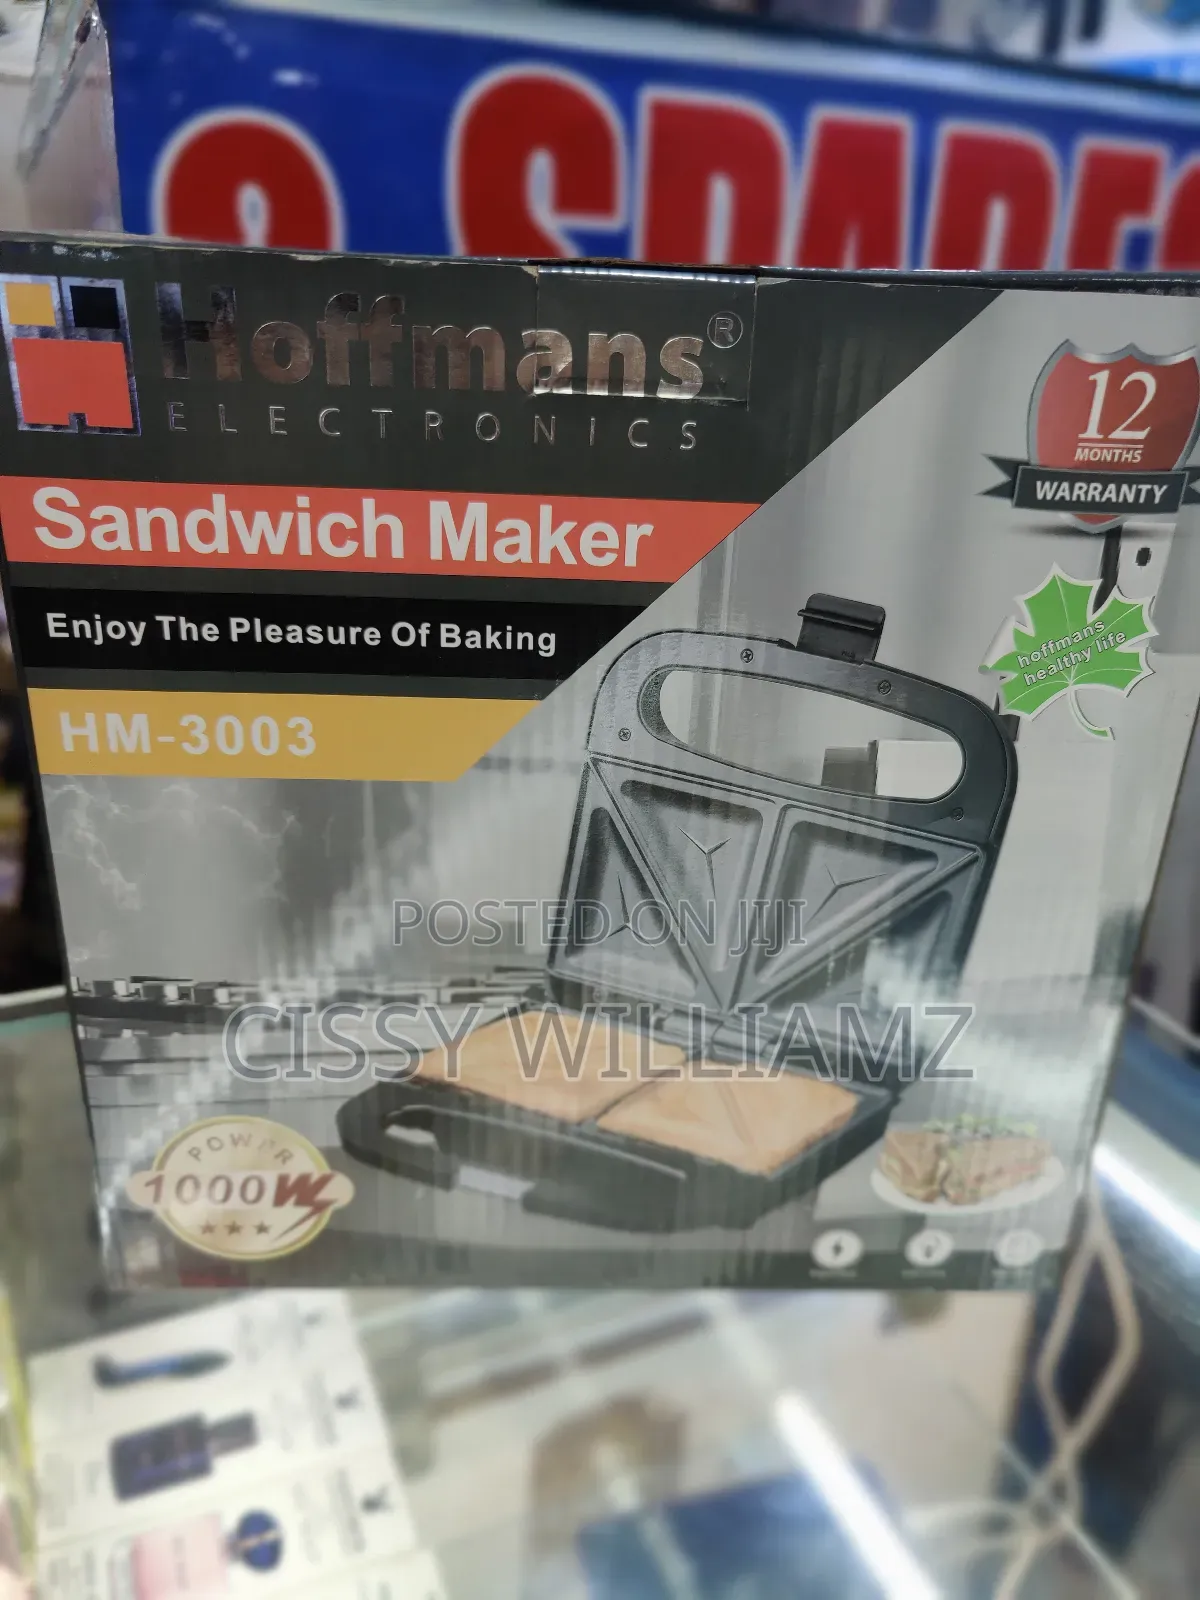 & SPARES
Hoffmans®
ELECTRONICS
12
MONTHS
WARRANTY
Sandwich Maker
Enjoy The Pleasure Of Baking
hoffmans
healthy life
HM-3003
POSTED ON JIJI
CISSY WILLIAMZ
POWER
1000W